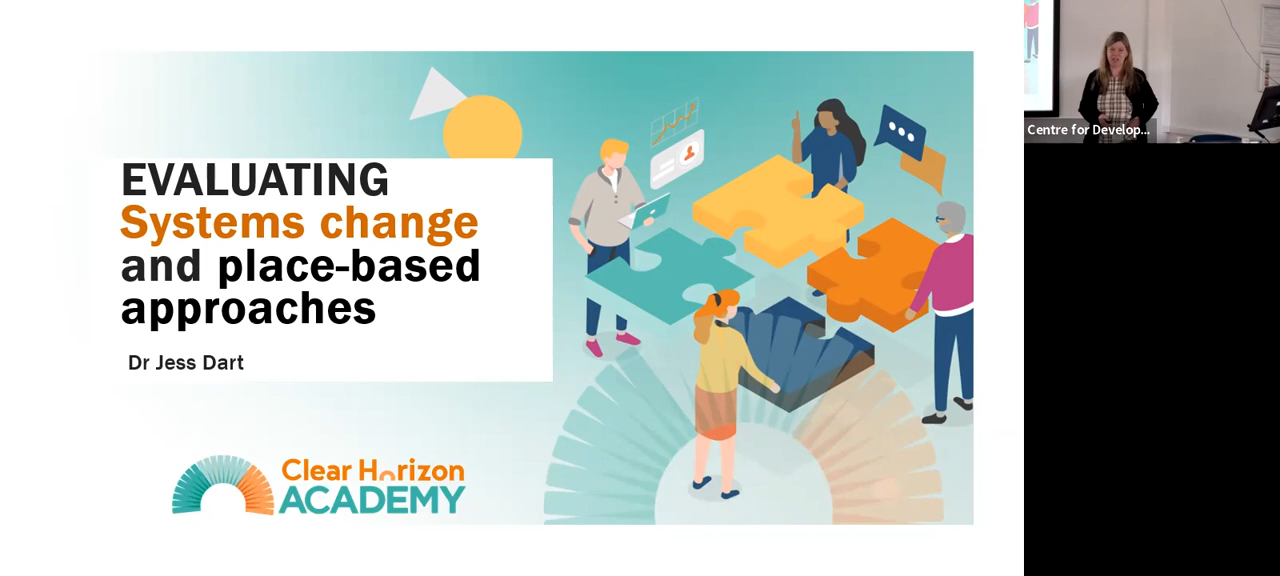 EVALUATING
Systems change
and place-based
approaches
Dr Jess Dart
Clear Horizon
ACADEMY
Centre for Develop...